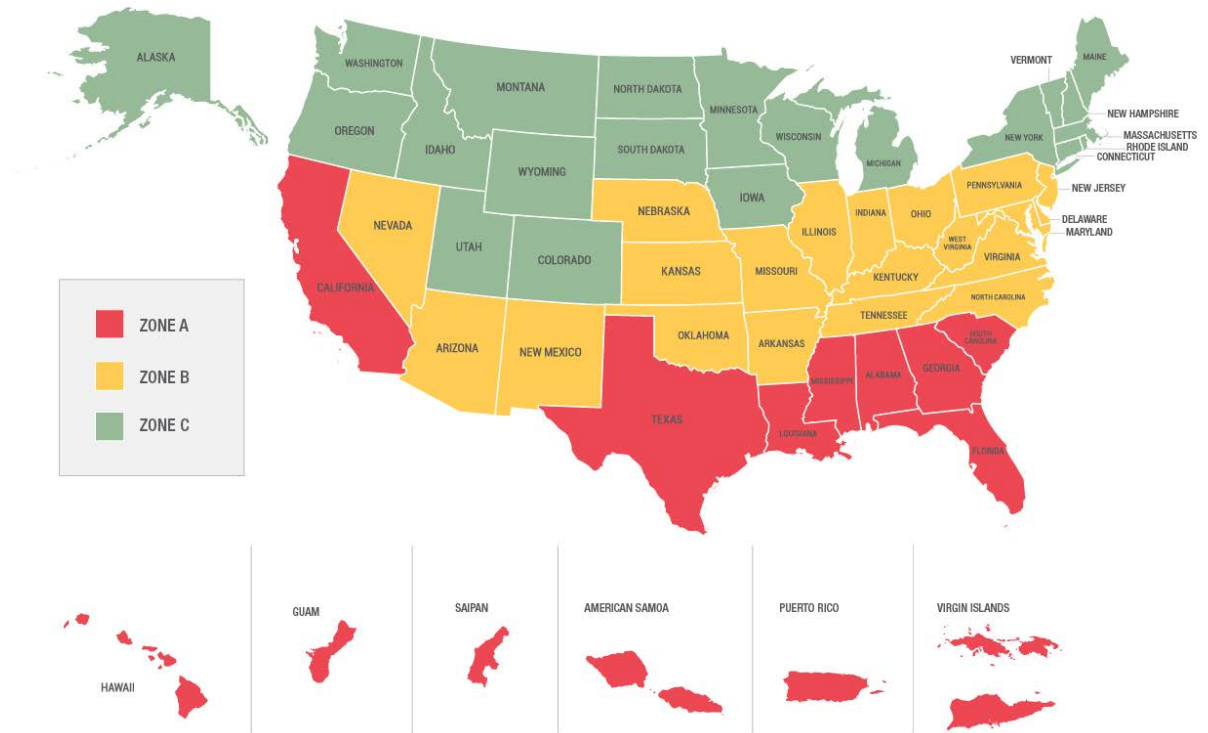 ALASKA
WASHINGTON
OREGON
IDAHO
MONTANA
WYOMING
NORTH DAKOTA
SOUTH DAKOTA
MINNESOTA
WISCONSIN
MICHIGAN
IOWA
NEW YORK
VERMONT
MAINE
NEW HAMPSHIRE
MASSACHUSETTS
RHODE ISLAND
CONNECTICUT
NEW JERSEY
DELAWARE
MARYLAND
PENNSYLVANIA
NEVADA
UTAH
COLORADO
NEBRASKA
KANSAS
ILLINOIS
INDIANA
OHIO
WEST
VIRGINIA
VIRGINIA
MISSOURI
KENTUCKY
NORTH CAROLINA
TENNESSEE
CALIFORNIA
ARIZONA
NEW MEXICO
OKLAHOMA
ARKANSAS
SOUTH
CAROLINA
MISSISSIPPI
ALABAMA
GEORGIA
TEXAS
LOUISIANA
FLORIDA
ZONE A
ZONE B
ZONE C
HAWAII
GUAM
SAIPAN
AMERICAN SAMOA
PUERTO RICO
VIRGIN ISLANDS